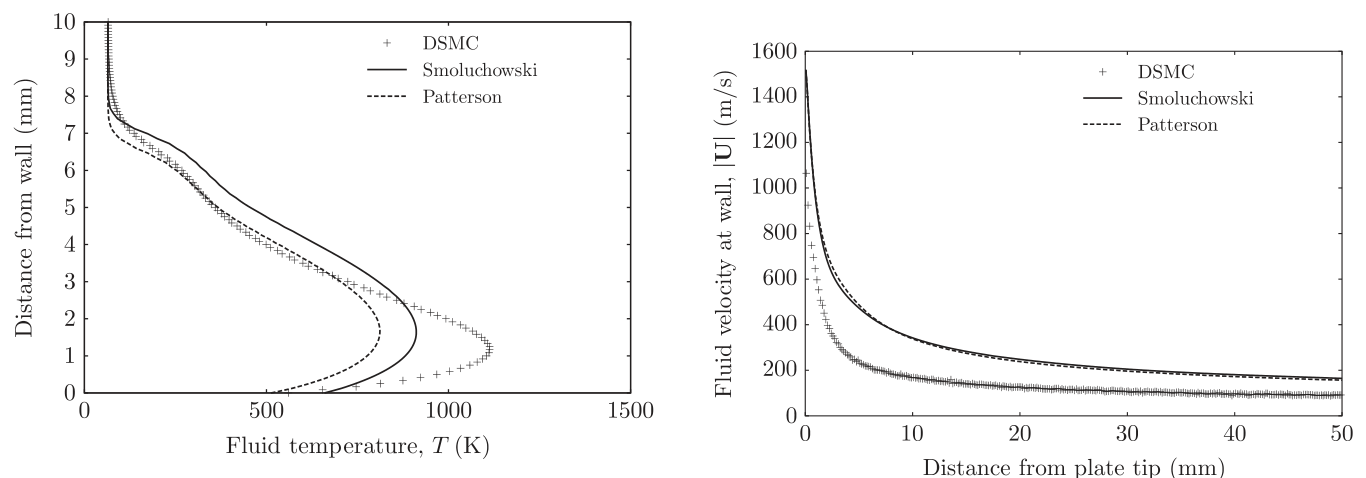 10
9
8
7
6
5
4
3
2
1
0
Distance from wall (mm)
DSMC
Smoluchowski
Patterson
0 500 1000 1500
Fluid temperature, T (K)
1600
1400
1200
1000
800
600
400
200
0
Fluid velocity at wall, |U| (m/s)
DSMC
Smoluchowski
Patterson
0 10 20 30 40 50
Distance from plate tip (mm)